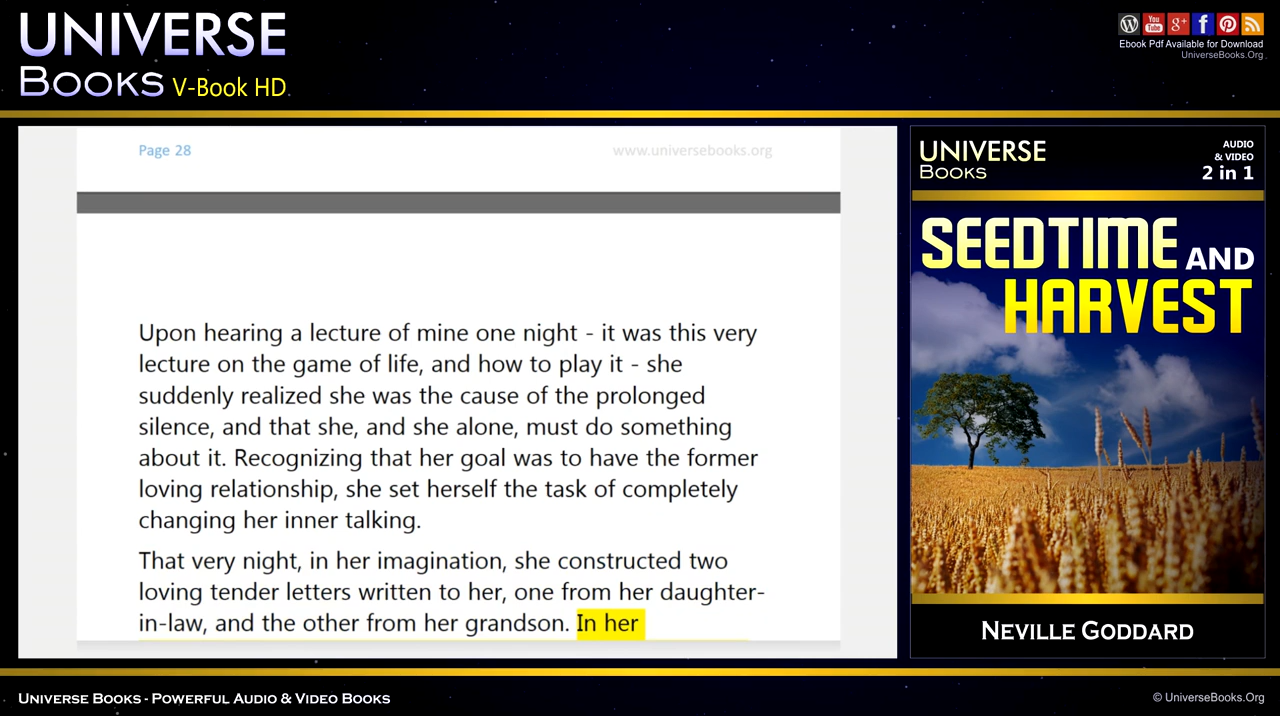 UNIVERSE
BOOKS V-Book HD
You
Tube
g+
f
Ebook Pdf Available for Download
UniverseBooks.Org
Page 28
www.universebooks.org
Upon hearing a lecture of mine one night - it was this very
lecture on the game of life, and how to play it - she
suddenly realized she was the cause of the prolonged
silence, and that she, and she alone, must do something
about it. Recognizing that her goal was to have the former
loving relationship, she set herself the task of completely
changing her inner talking.
That very night, in her imagination, she constructed two
loving tender letters written to her, one from her daughter-
in-law, and the other from her grandson. In her
UNIVERSE
BOOKS
AUDIO
& VIDEO
2 in 1
SEEDTIME AND
HARVEST
NEVILLE GODDARD
UNIVERSE BOOKS - POWERFUL AUDIO & VIDEO BOOKS
© UniverseBooks.Org